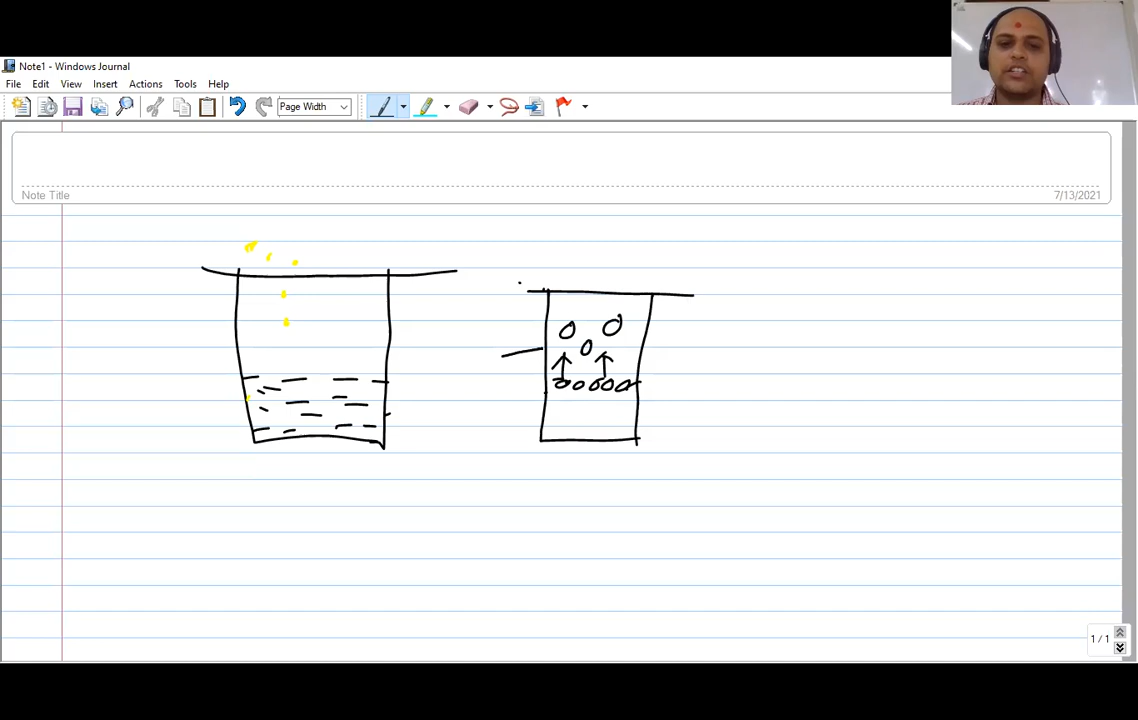 Note1 - Windows Journal
File Edit View Insert Actions Tools Help
Page Width
Note Title
7/13/2021
1 / 1